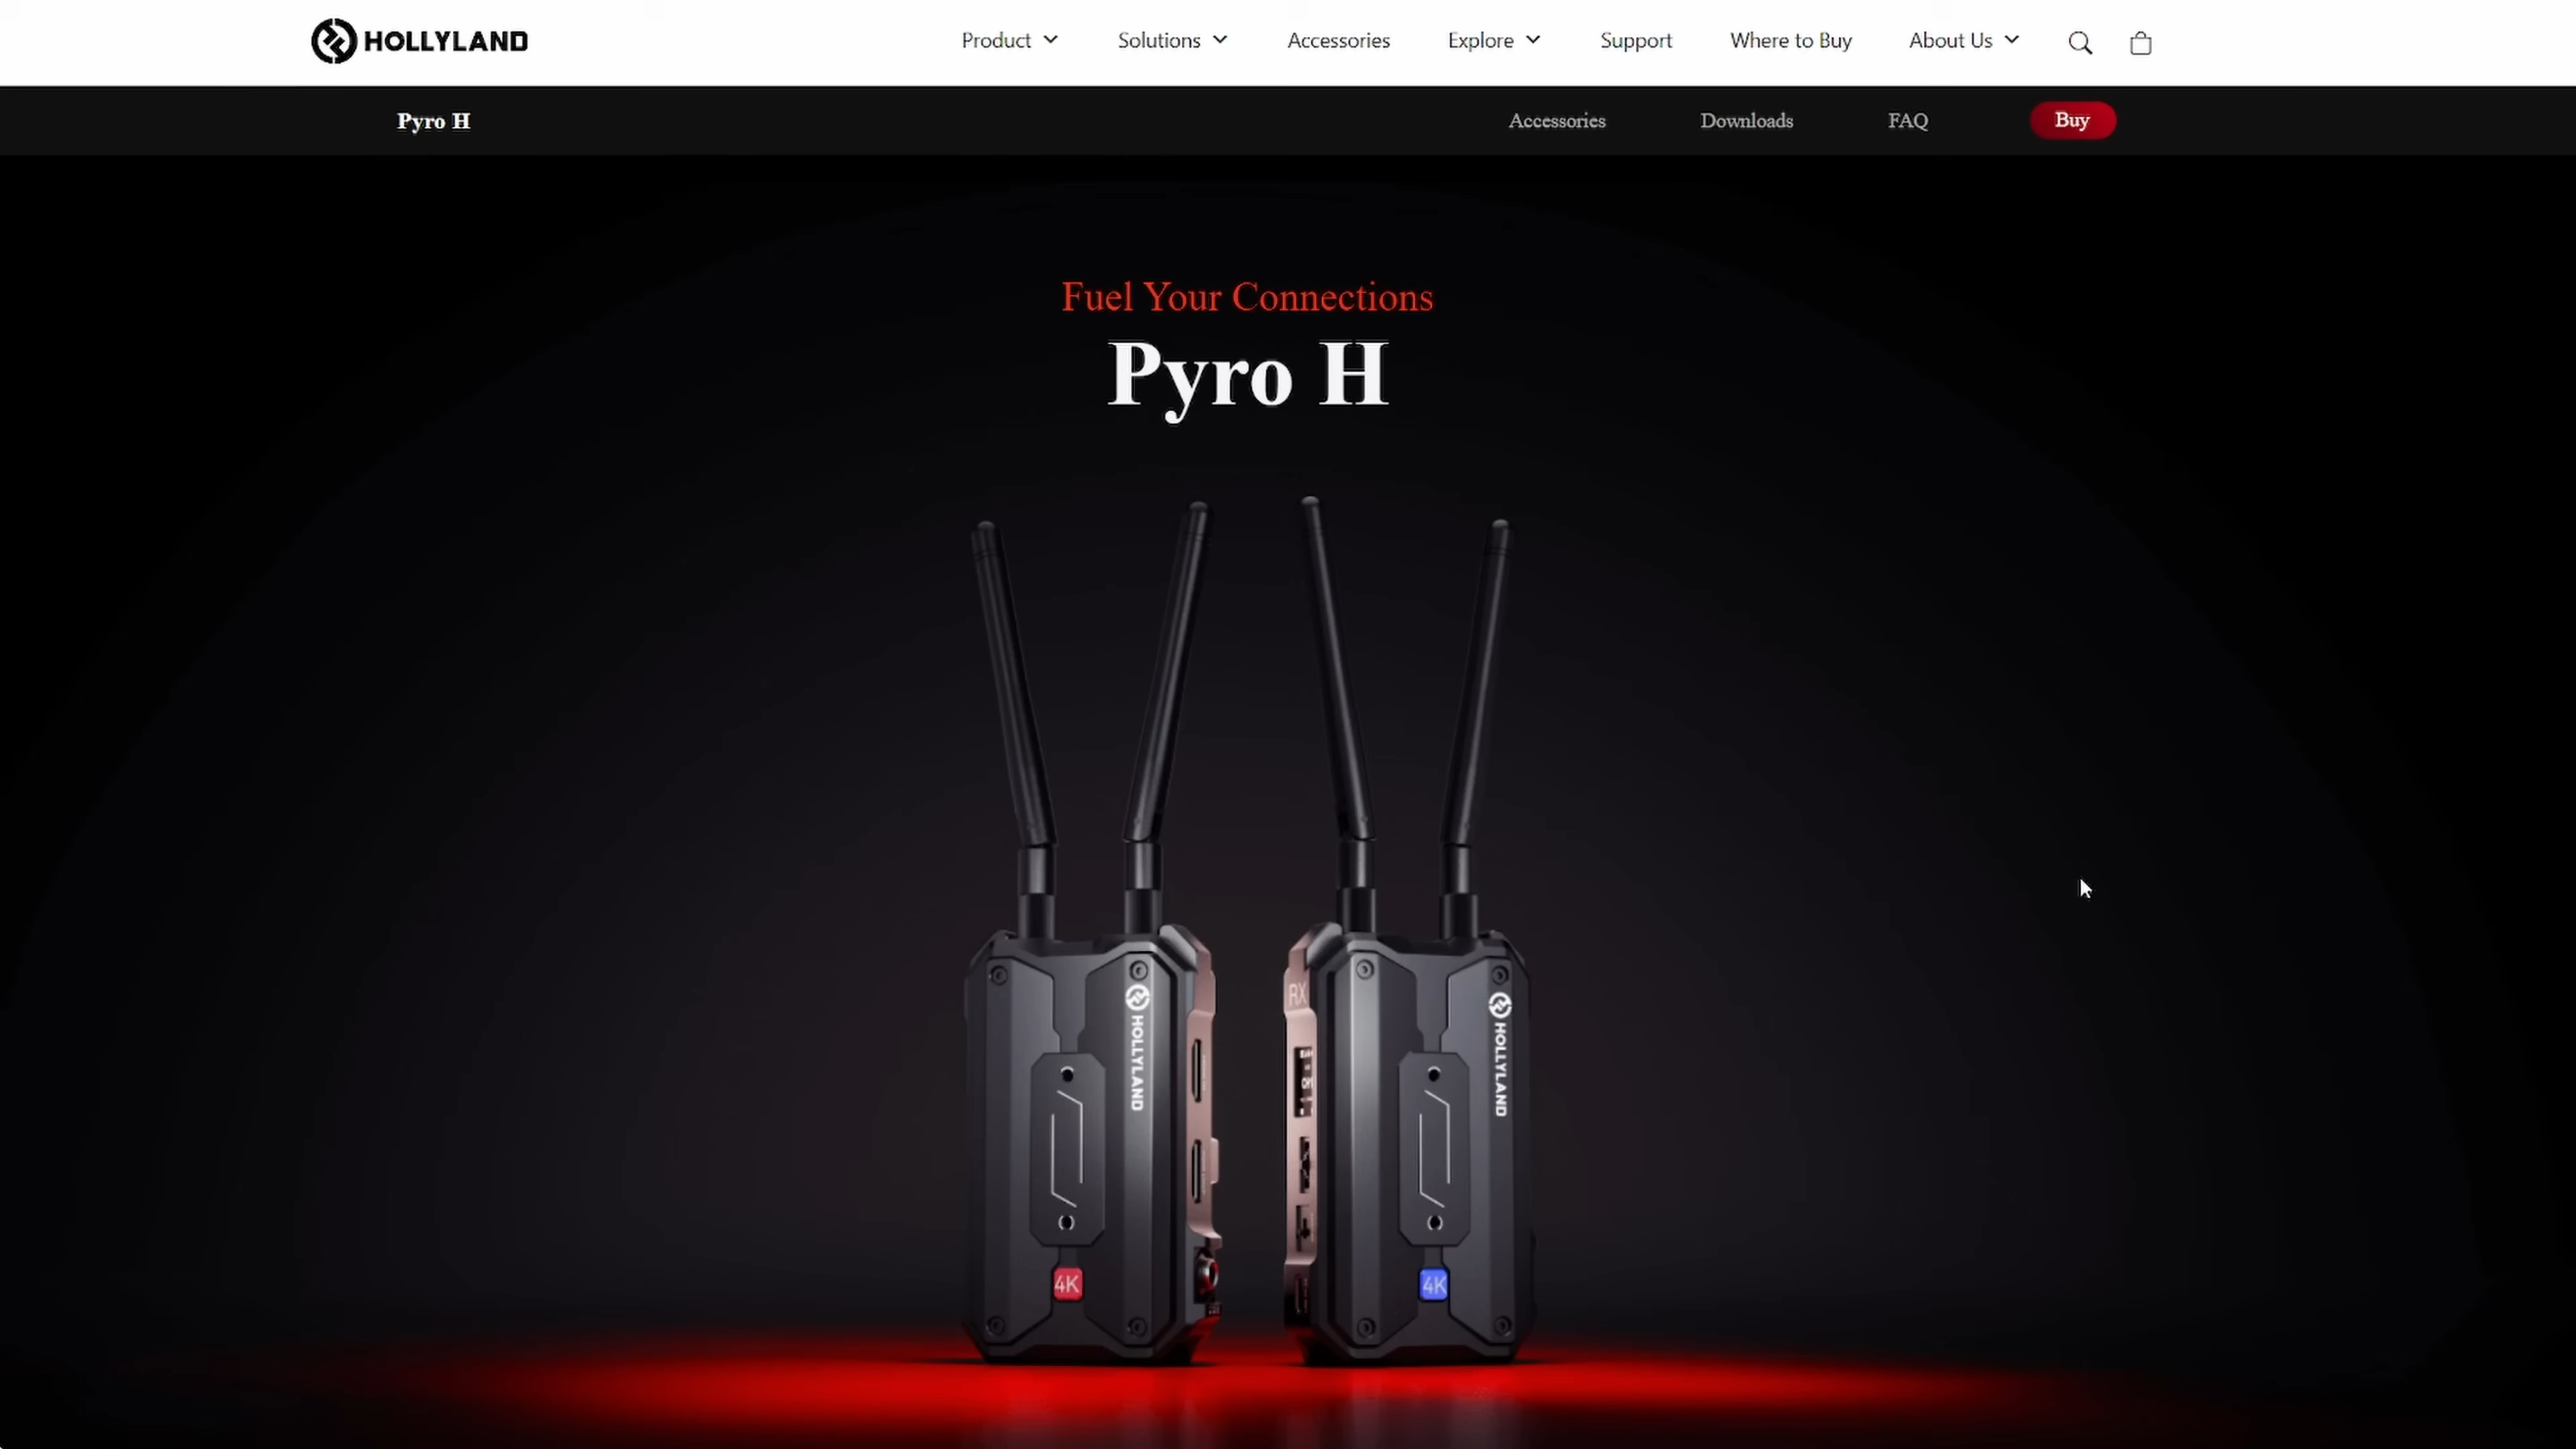 HOLLYLAND
Product
Solutions
Accessories
Explore
Support
Where to Buy
About Us
Pyro H
Accessories
Downloads
FAQ
Buy
Fuel Your Connections
Pyro H
HOLLYLAND
4K
RX
HOLLYLAND
4K